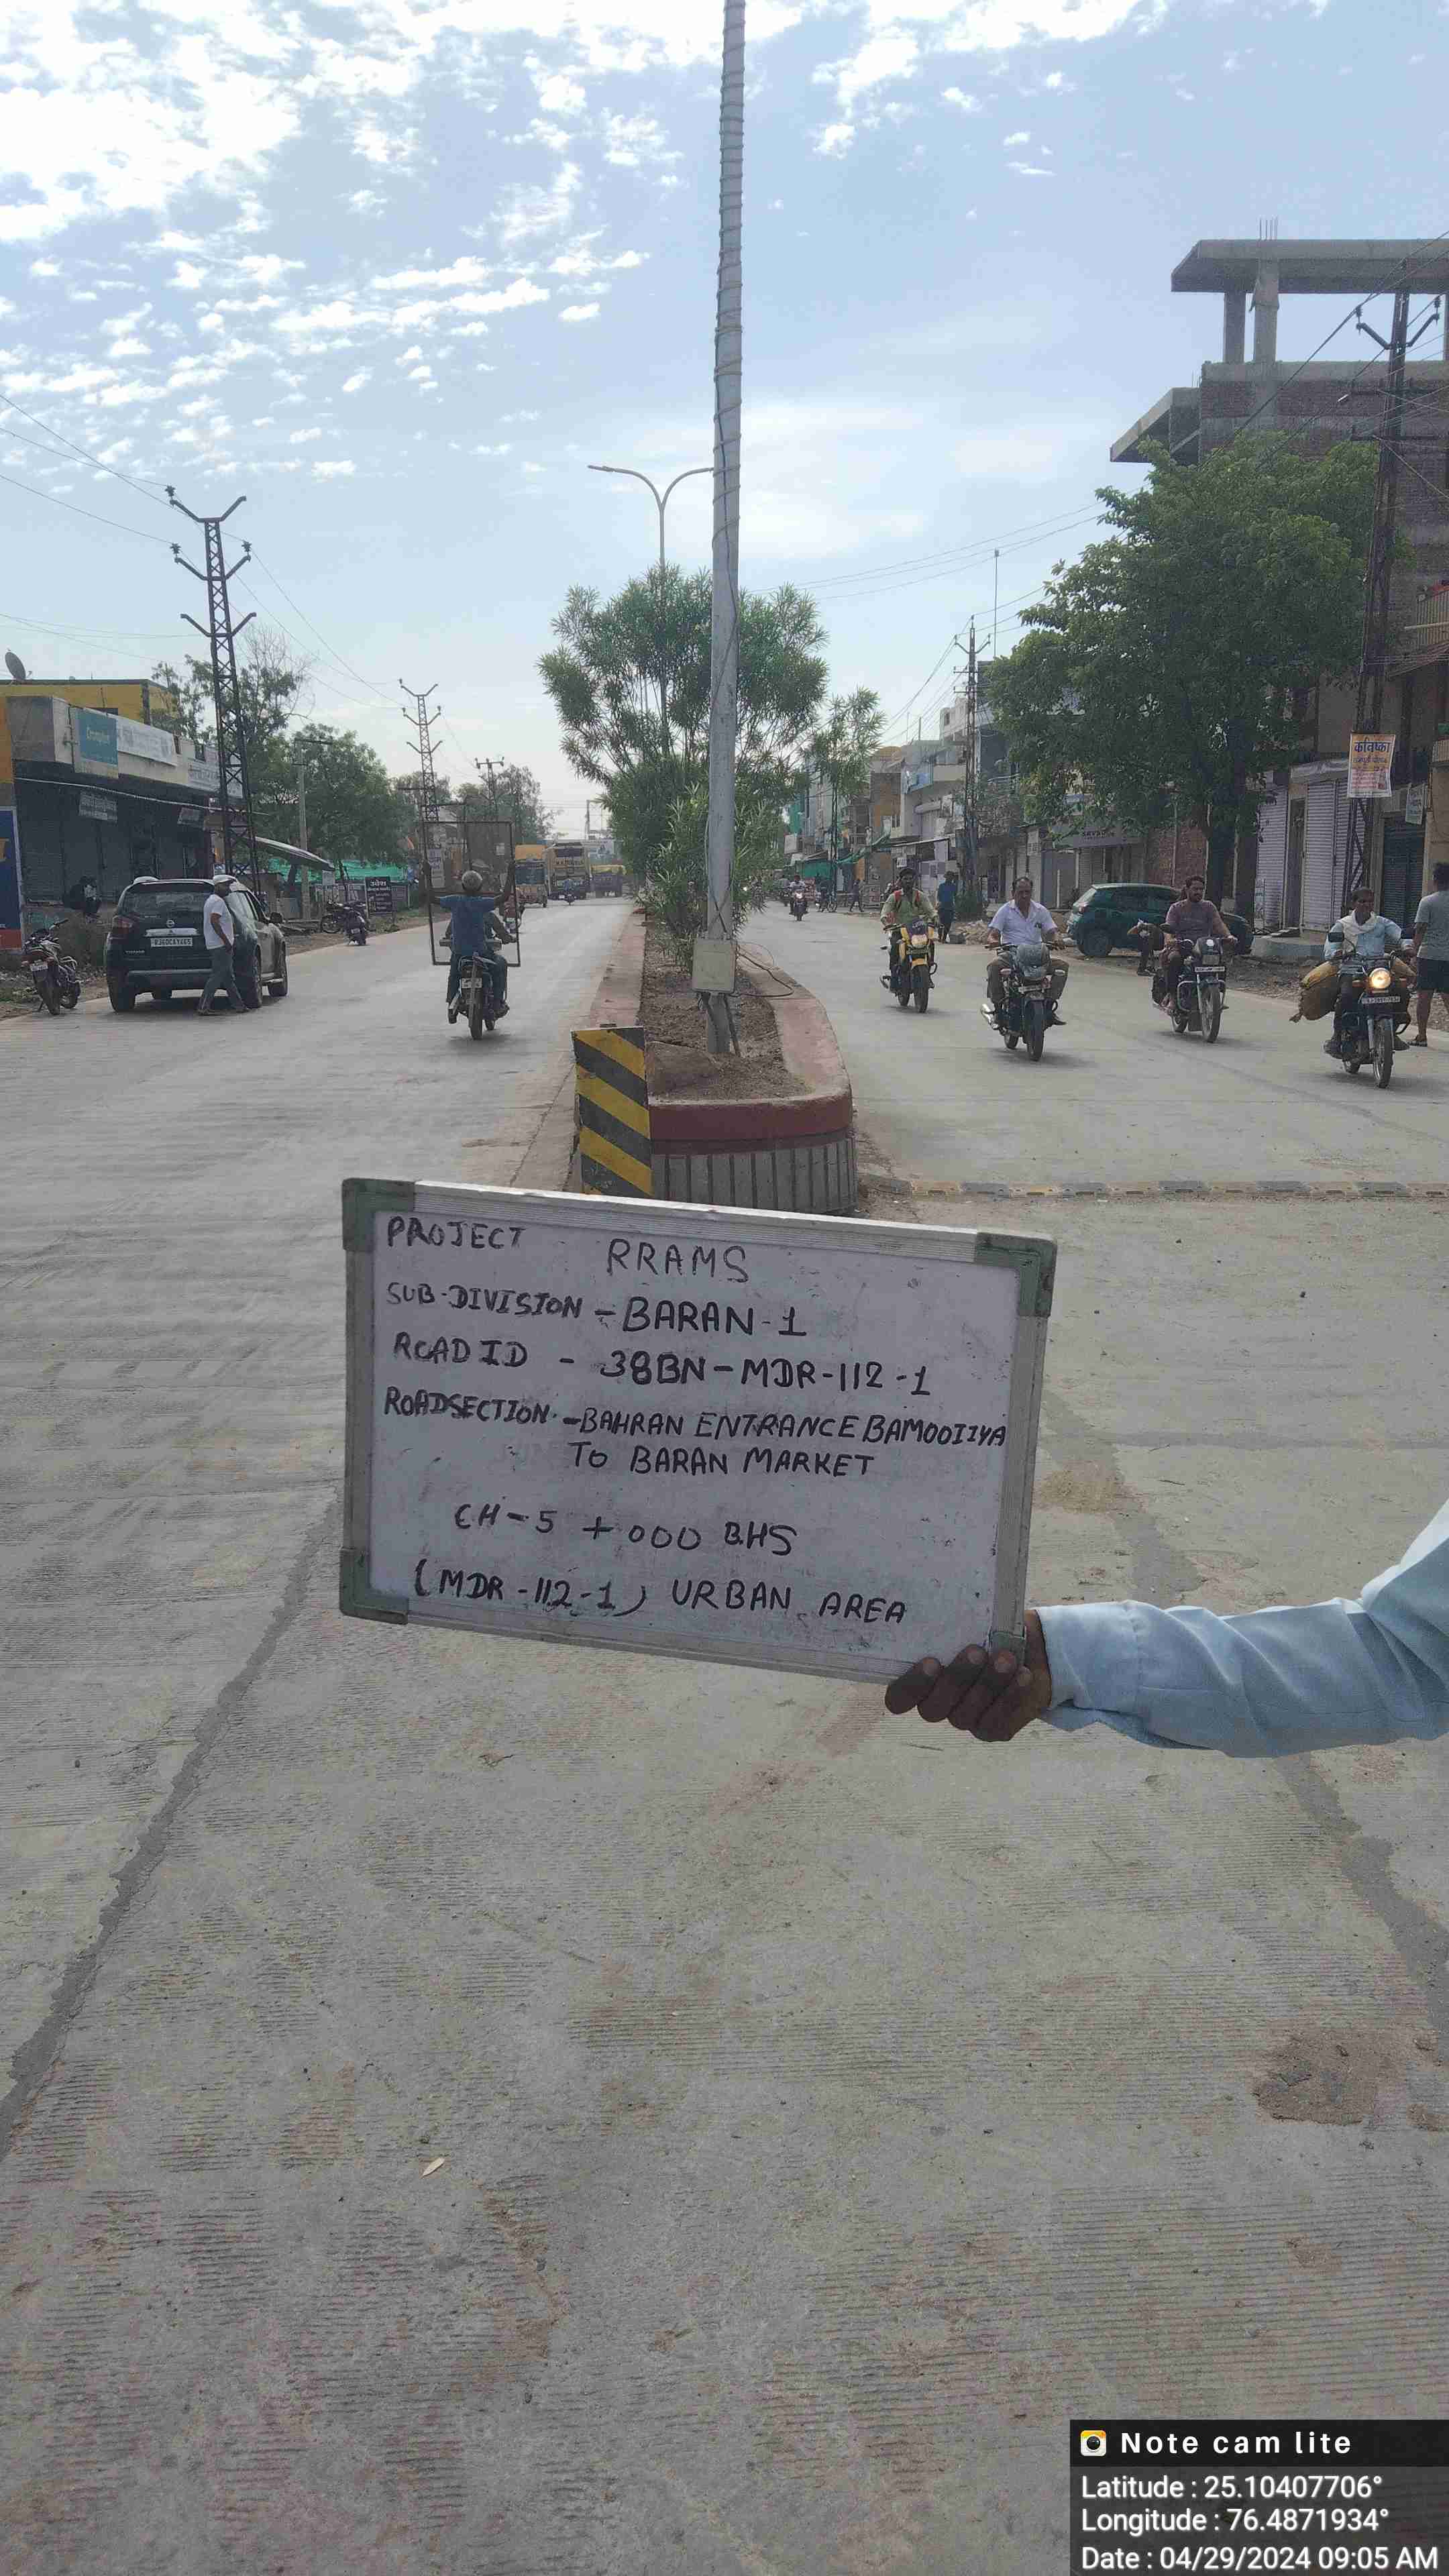 Crompton
कविष्का
PROJECT RRAMS
SUB-DIVISION - BARAN-1
ROAD ID - 38BN-MDR-112-1
ROADSECTION. - BAHRAN ENTRANCE BAMOOIIYA
TO BARAN MARKET
CH-5 +000 BHS
(MDR-112-1) URBAN AREA
Note cam lite
Latitude : 25.10407706°
Longitude : 76.4871934°
Date : 04/29/2024 09:05 AM